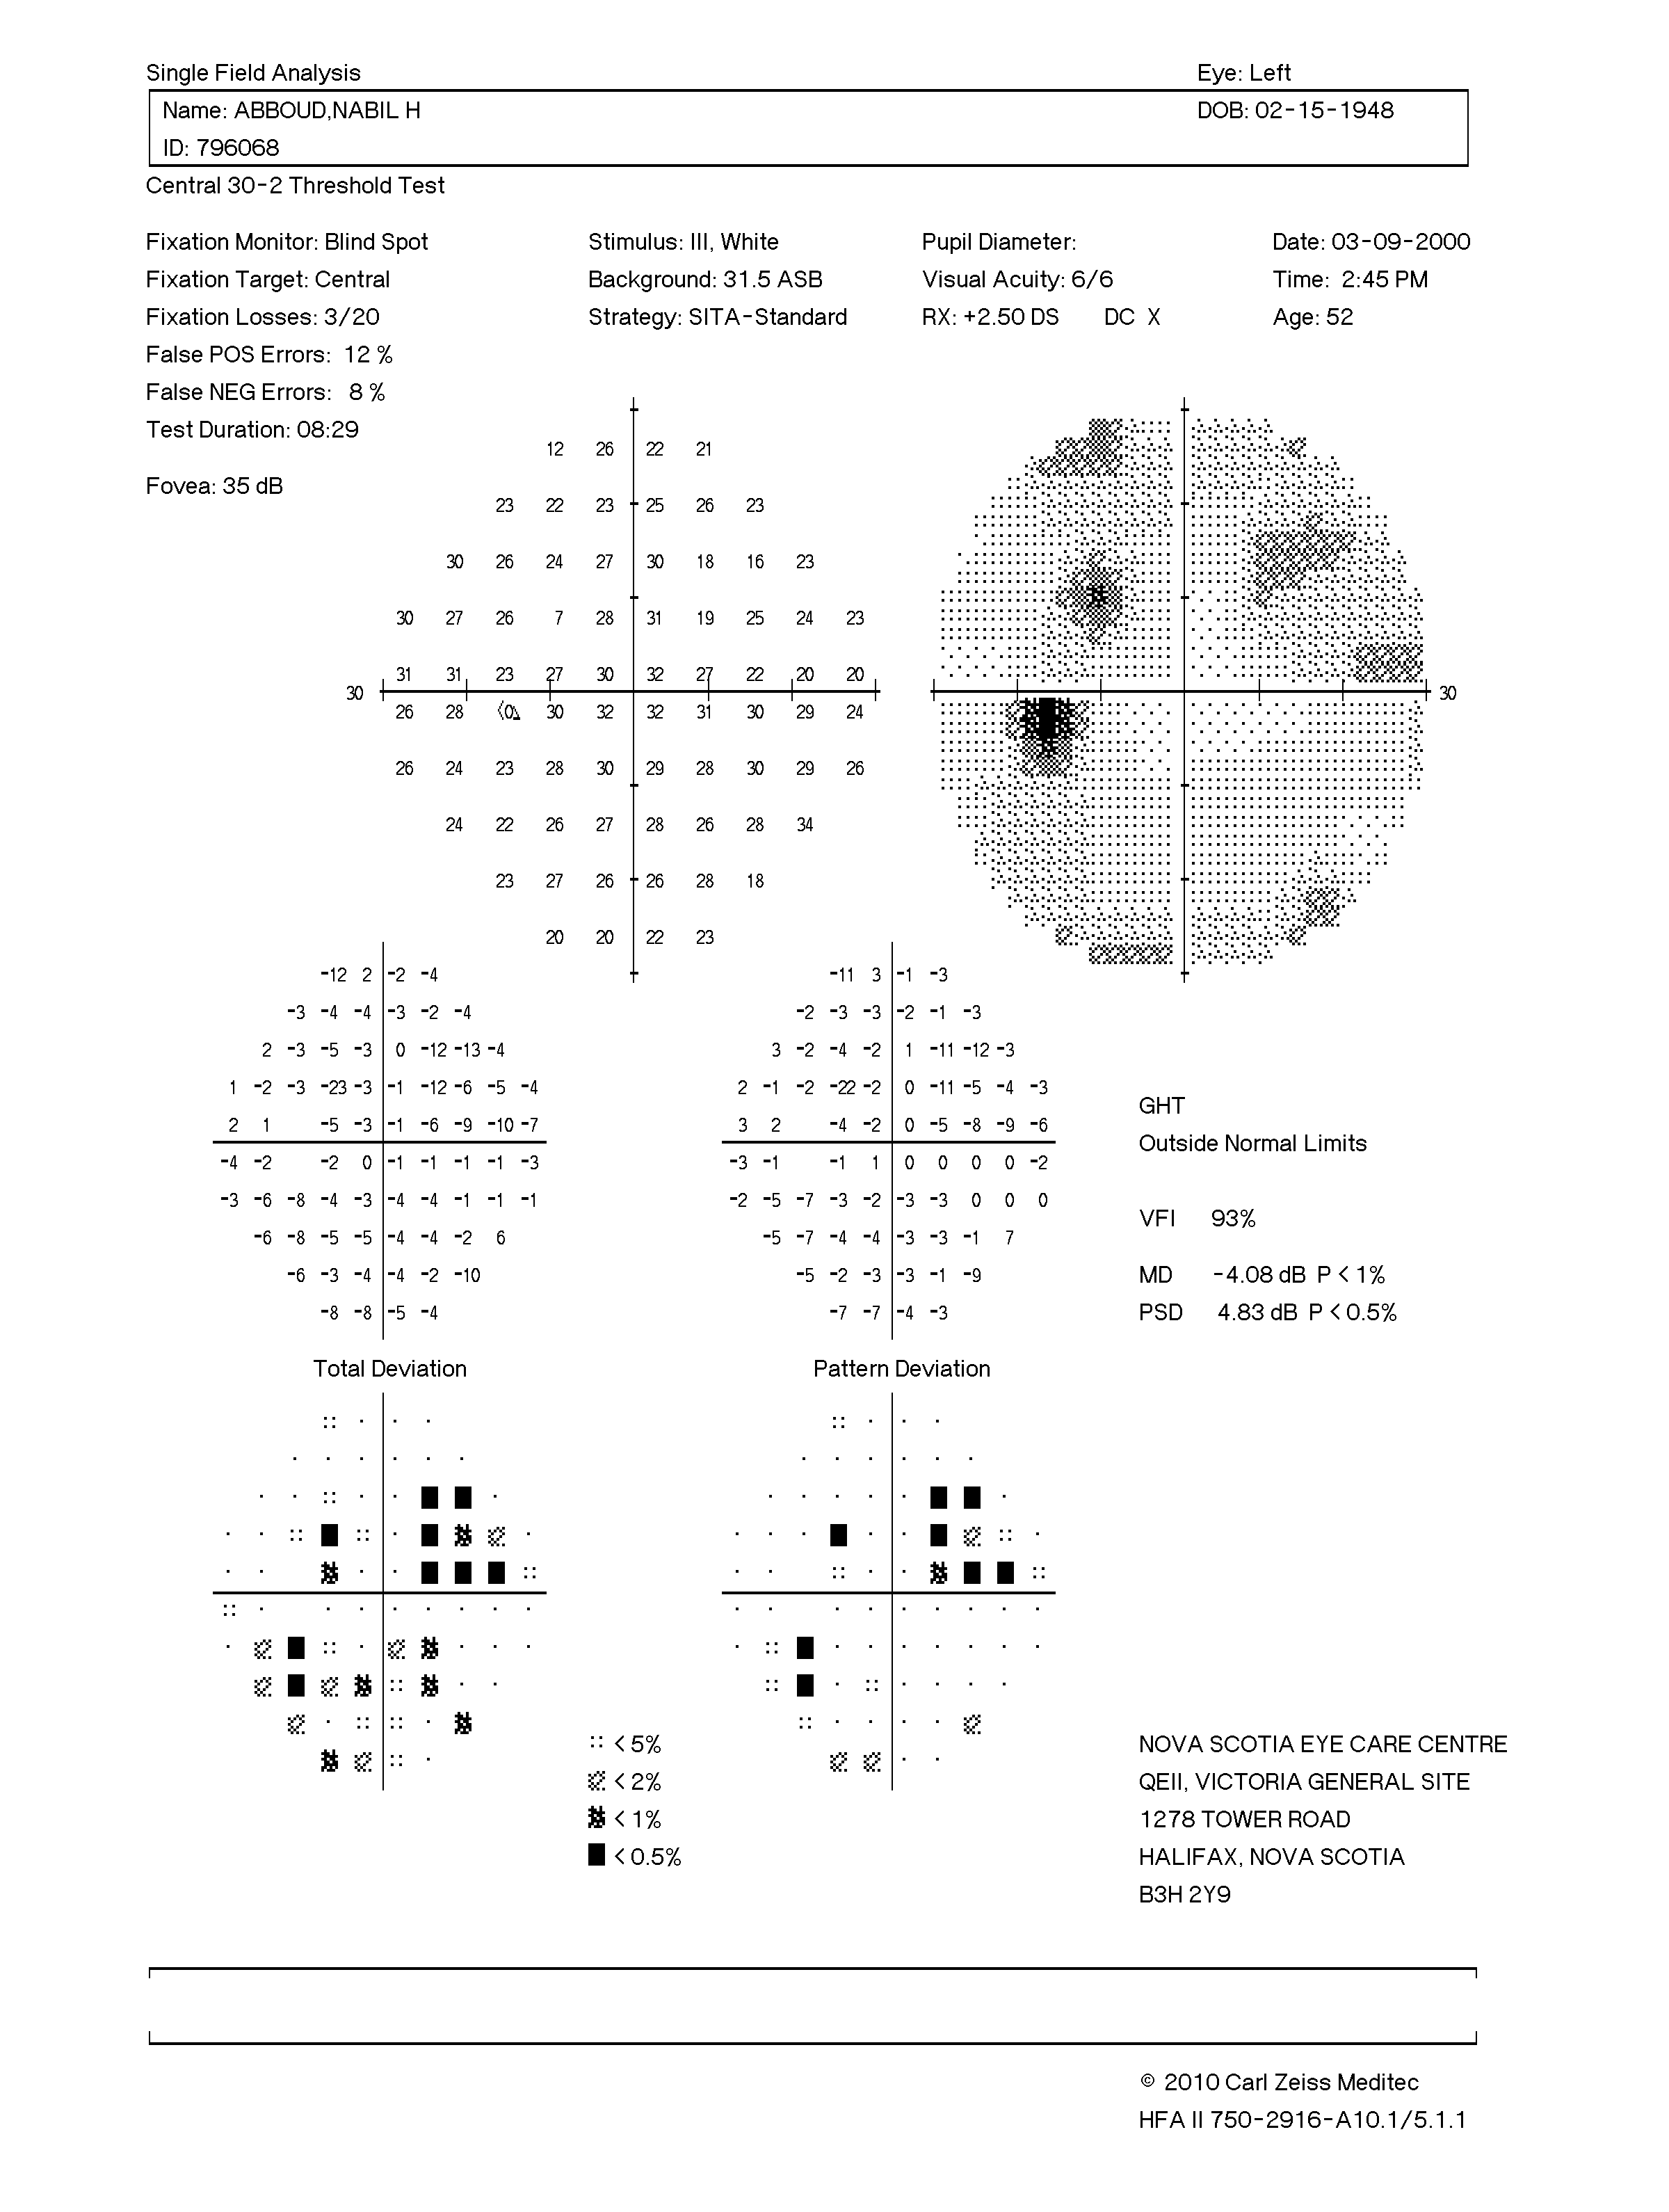 Single Field Analysis Eye: Left
Name: ABBOUD,NABIL H DOB: 02-15-1948
ID: 796068
Central 30-2 Threshold Test
Fixation Monitor: Blind Spot Stimulus: III, White Pupil Diameter: Date: 03-09-2000
Fixation Target: Central Background: 31.5 ASB Visual Acuity: 6/6 Time: 2:45 PM
Fixation Losses: 3/20 Strategy: SITA-Standard RX: +2.50 DS DC X Age: 52
False POS Errors: 12 %
False NEG Errors: 8 %
Test Duration: 08:29
Fovea: 35 dB
12 26 22 21
23 22 23 25 26 23
30 26 24 27 30 18 16 23
30 27 26 7 28 31 19 25 24 23
31 31 23 27 30 32 27 22 20 20
30 30
26 28 <0 30 32 32 31 30 29 24
26 24 23 28 30 29 28 30 29 26
24 22 26 27 28 26 28 34
23 27 26 26 28 18
20 20 22 23
-12 2 -2 -4
-3 -4 -4 -3 -2 -4
2 -3 -5 -3 0 -12 -13 -4
1 -2 -3 -23 -3 -1 -12 -6 -5 -4
2 1 -5 -3 -1 -6 -9 -10 -7
-4 -2 -2 0 -1 -1 -1 -1 -3
-3 -6 -8 -4 -3 -4 -4 -1 -1 -1
-6 -8 -5 -5 -4 -4 -2 6
-6 -3 -4 -4 -2 -10
-8 -8 -5 -4
Total Deviation
-11 3 -1 -3
-2 -3 -3 -2 -1 -3
3 -2 -4 -2 1 -11 -12 -3
2 -1 -2 -22 -2 0 -11 -5 -4 -3
3 2 -4 -2 0 -5 -8 -9 -6
-3 -1 -1 1 0 0 0 0 -2
-2 -5 -7 -3 -2 -3 -3 0 0 0
-5 -7 -4 -4 -3 -3 -1 7
-5 -2 -3 -3 -1 -9
-7 -7 -4 -3
Pattern Deviation
GHT
Outside Normal Limits
VFI 93%
MD -4.08 dB P < 1%
PSD 4.83 dB P < 0.5%
< 5%
< 2%
< 1%
< 0.5%
NOVA SCOTIA EYE CARE CENTRE
QEII, VICTORIA GENERAL SITE
1278 TOWER ROAD
HALIFAX, NOVA SCOTIA
B3H 2Y9
© 2010 Carl Zeiss Meditec
HFA II 750-2916-A10.1/5.1.1